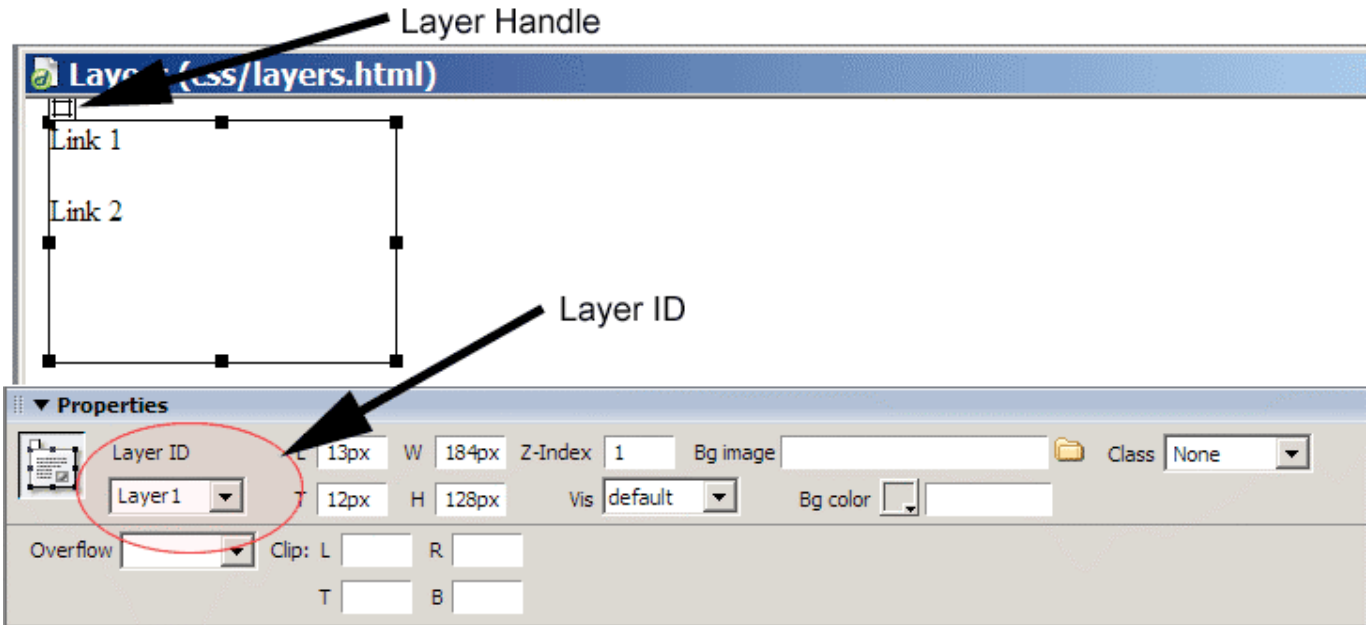 Layer Handle
Layers (css/layers.html)
Link 1
Link 2
Layer ID
Properties
Layer ID L 13px W 184px Z-Index 1 Bg image Class None
Layer1 T 12px H 128px Vis default Bg color
Overflow Clip: L R
T B